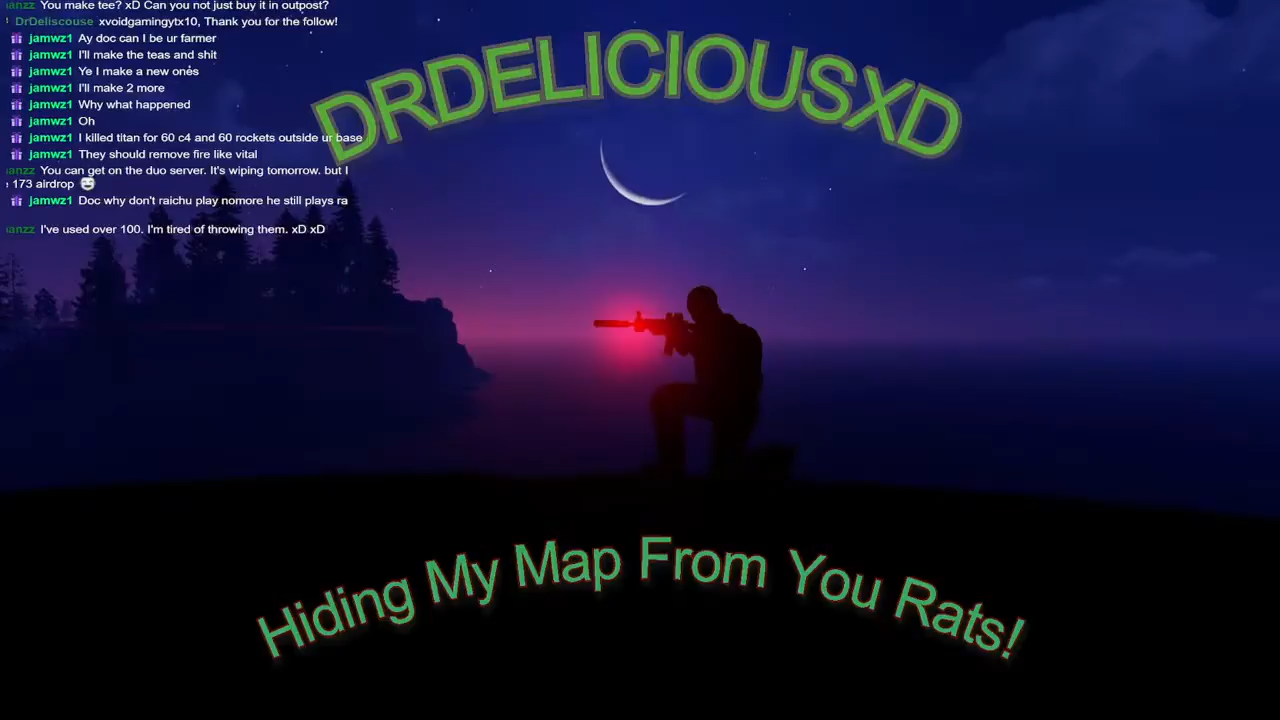 You make tee? xD Can you not just buy it in outpost?
DrDeliscouse xvoidgamingytx10, Thank you for the follow!
jamwz1 Ay doc can I be ur farmer
jamwz1 I'll make the teas and shit
jamwz1 Ye I make a new ones
jamwz1 I'll make 2 more
jamwz1 Why what happened
jamwz1 Oh
jamwz1 I killed titan for 60 c4 and 60 rockets outside ur base
jamwz1 They should remove fire like vital
You can get on the duo server. It's wiping tomorrow. but I
173 airdrop
jamwz1 Doc why don't raichu play nomore he still plays ra
I've used over 100. I'm tired of throwing them. xD xD
DRDELICIOUSXD
Hiding My Map From You Rats!